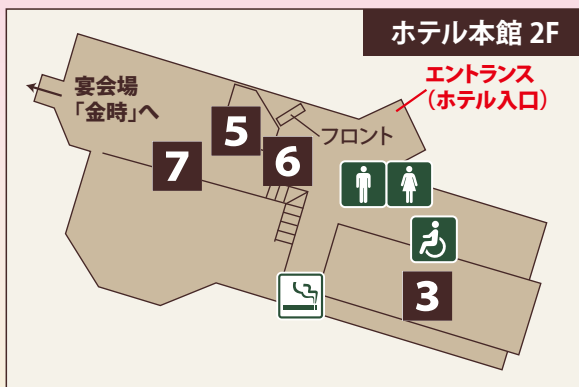 ホテル本館 2F
エントランス
（ホテル入口）
宴会場
「金時」へ
フロント
5
6
7
3